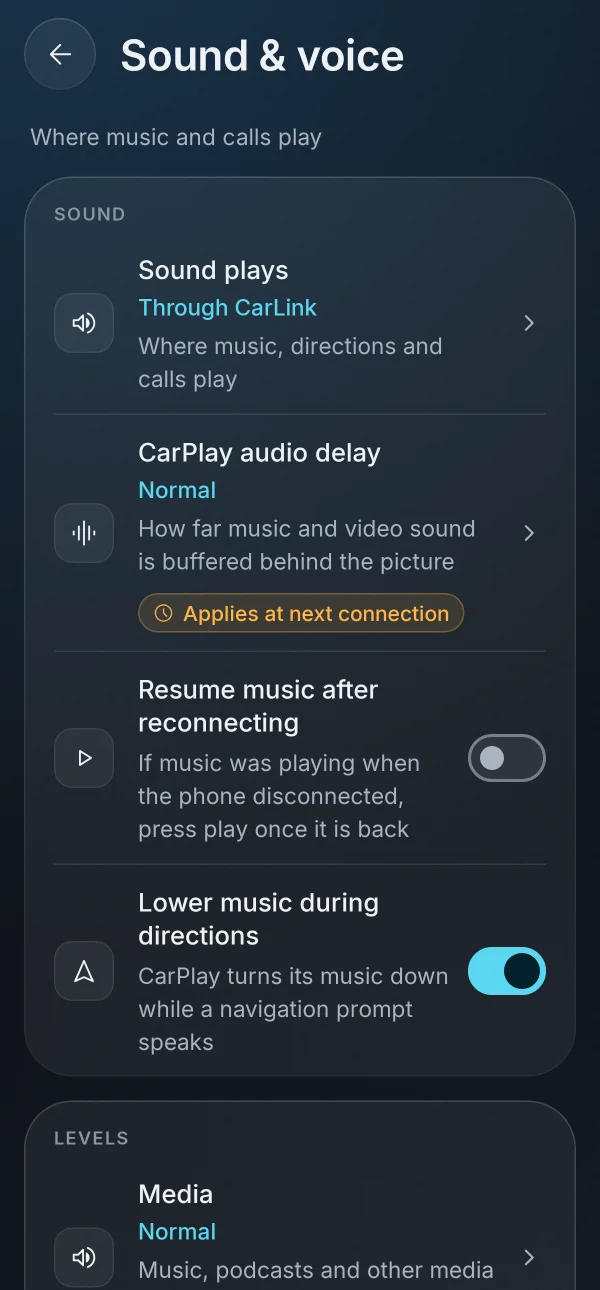 Sound & voice
Where music and calls play
SOUND
Sound plays
Through CarLink
Where music, directions and
calls play
CarPlay audio delay
Normal
How far music and video sound
is buffered behind the picture
Applies at next connection
Resume music after
reconnecting
If music was playing when
the phone disconnected,
press play once it is back
Lower music during
directions
CarPlay turns its music down
while a navigation prompt
speaks
LEVELS
Media
Normal
Music, podcasts and other media